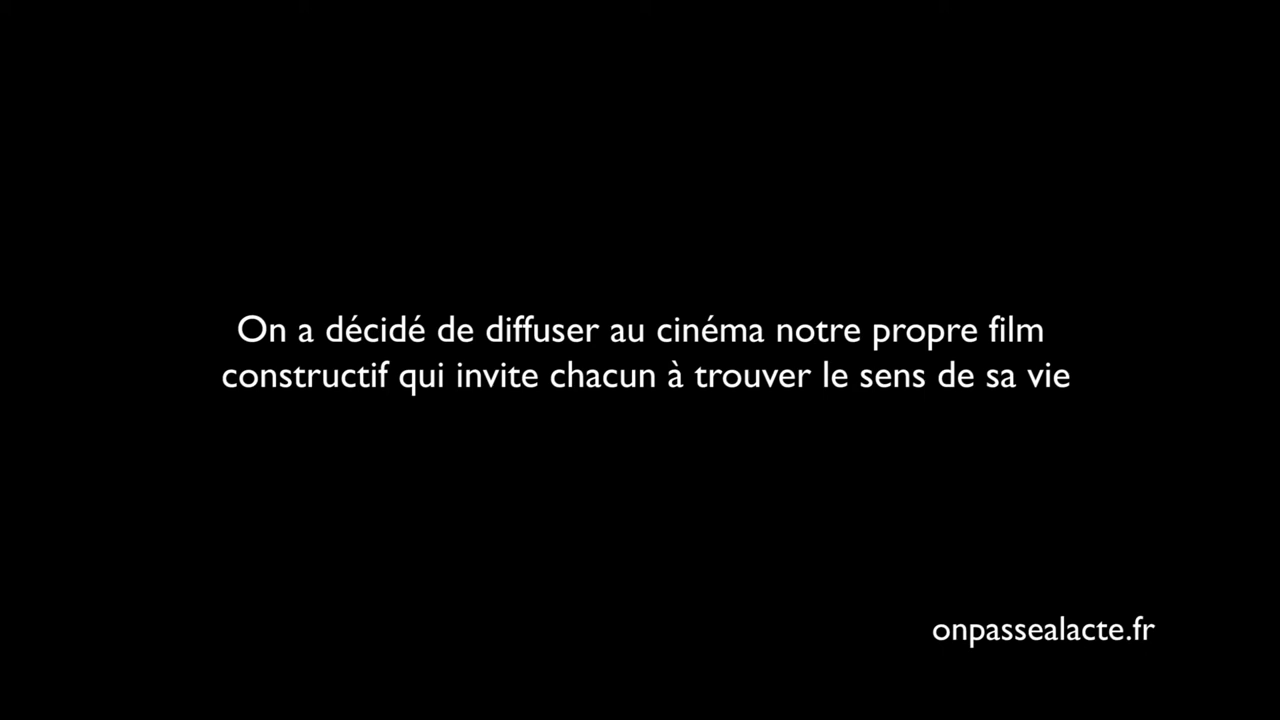 On a décidé de diffuser au cinéma notre propre film
constructif qui invite chacun à trouver le sens de sa vie
onpassealacte.fr